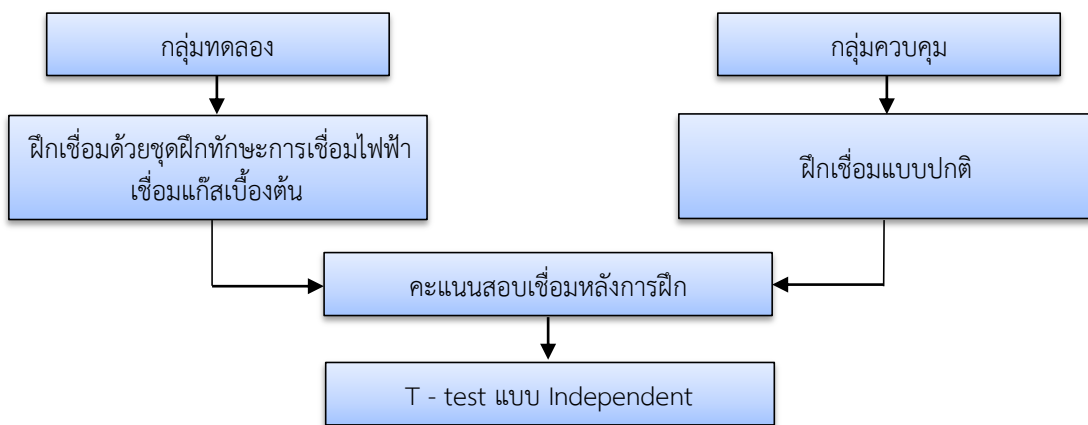 กลุ่มทดลอง
กลุ่มควบคุม
ฝึกเชื่อมด้วยชุดฝึกทักษะการเชื่อมไฟฟ้า
เชื่อมแก๊สเบื้องต้น
ฝึกเชื่อมแบบปกติ
คะแนนสอบเชื่อมหลังการฝึก
T - test แบบ Independent